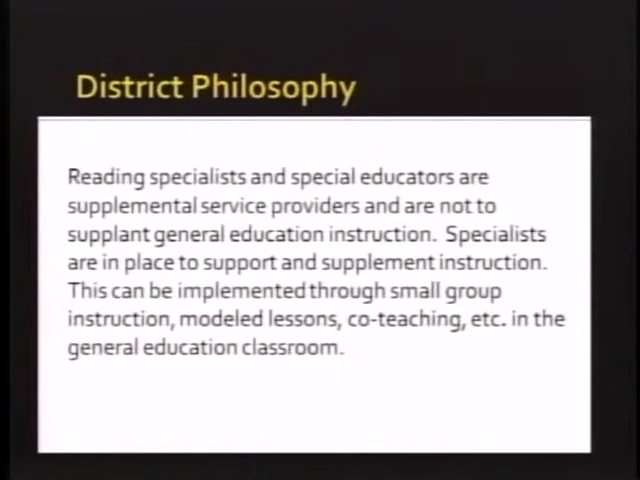 District Philosophy
Reading specialists and special educators are
supplemental service providers and are not to
supplant general education instruction. Specialists
are in place to support and supplement instruction.
This can be implemented through small group
instruction, modeled lessons, co-teaching, etc. in the
general education classroom.